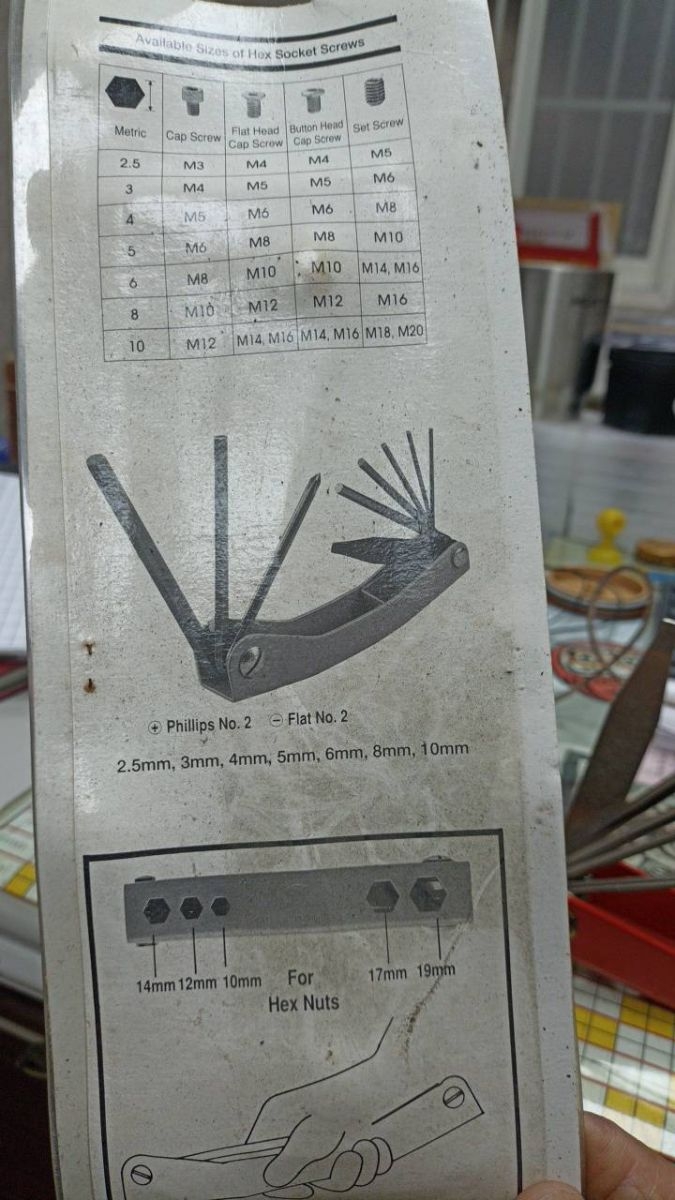 Available Sizes of Hex Socket Screws
Metric Cap Screw Flat Head Cap Screw Button Head Cap Screw Set Screw
2.5 M3 M4 M4 M5
3 M4 M5 M5 M6
4 M5 M6 M6 M8
5 M6 M8 M8 M10
6 M8 M10 M10 M14, M16
8 M10 M12 M12 M16
10 M12 M14, M16 M14, M16 M18, M20
Phillips No. 2 Flat No. 2
2.5mm, 3mm, 4mm, 5mm, 6mm, 8mm, 10mm
14mm 12mm 10mm For Hex Nuts 17mm 19mm